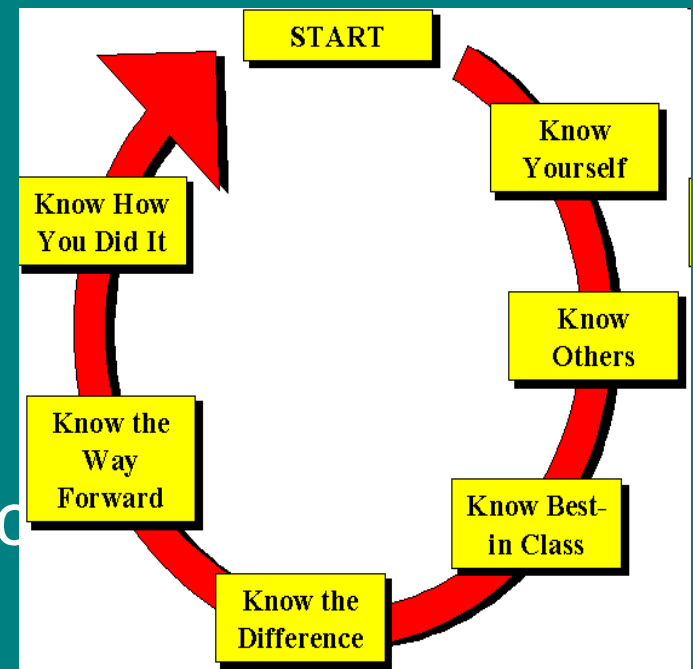 START
Know
Yourself
Know
Others
Know Best-
in Class
Know the
Difference
Know the
Way
Forward
Know How
You Did It